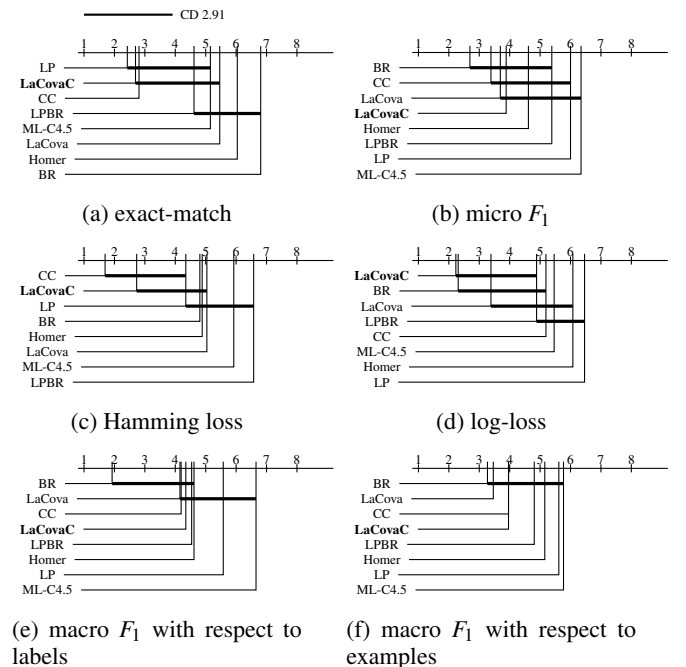 CD 2.91
1 2 3 4 5 6 7 8
LP
LaCovaC
CC
LPBR
ML-C4.5
LaCova
Homer
BR
(a) exact-match
1 2 3 4 5 6 7 8
BR
CC
LaCova
LaCovaC
Homer
LPBR
LP
ML-C4.5
(b) micro F1
1 2 3 4 5 6 7 8
CC
LaCovaC
LP
BR
Homer
LaCova
ML-C4.5
LPBR
(c) Hamming loss
1 2 3 4 5 6 7 8
LaCovaC
BR
LaCova
LPBR
CC
ML-C4.5
Homer
LP
(d) log-loss
1 2 3 4 5 6 7 8
BR
LaCova
CC
LaCovaC
LPBR
Homer
LP
ML-C4.5
(e) macro F1 with respect to
labels
1 2 3 4 5 6 7 8
BR
LaCova
CC
LaCovaC
LPBR
Homer
LP
ML-C4.5
(f) macro F1 with respect to
examples